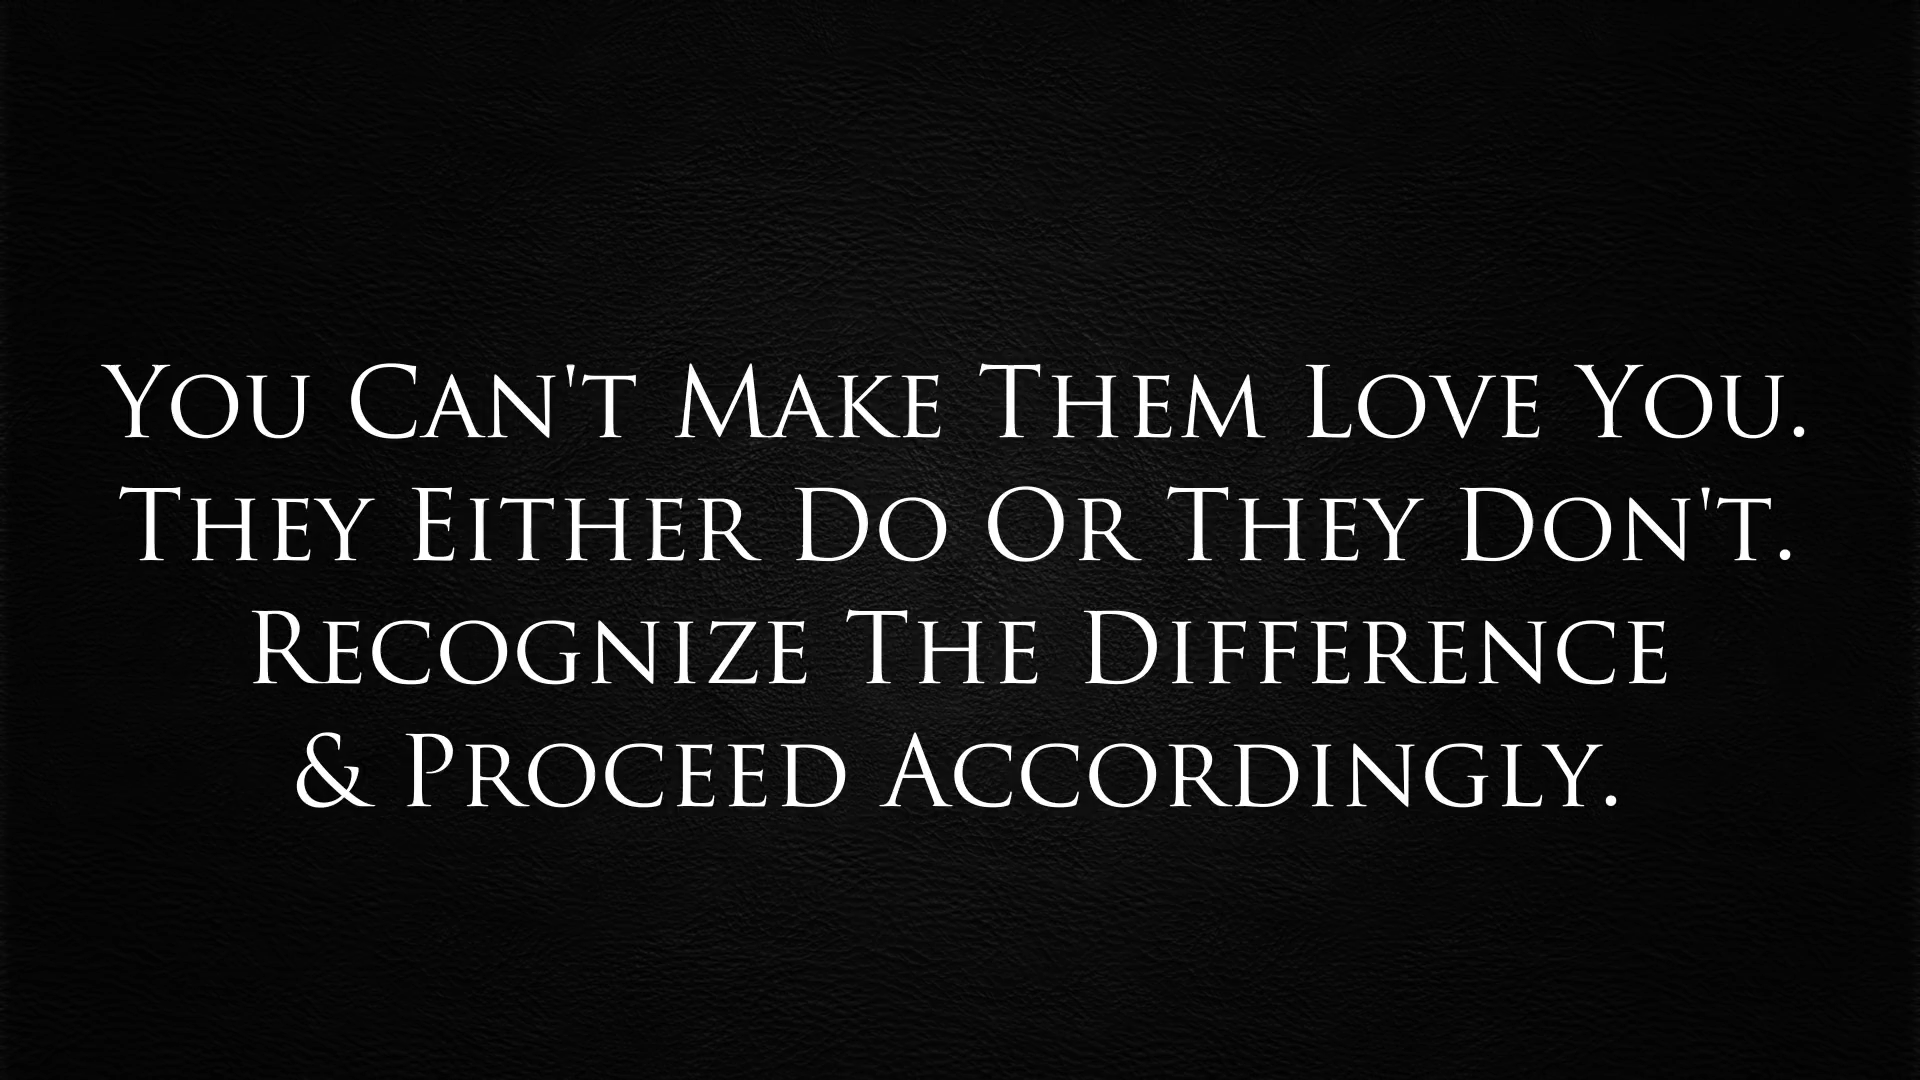 You Can't Make Them Love You.
They Either Do Or They Don't.
Recognize The Difference
& Proceed Accordingly.